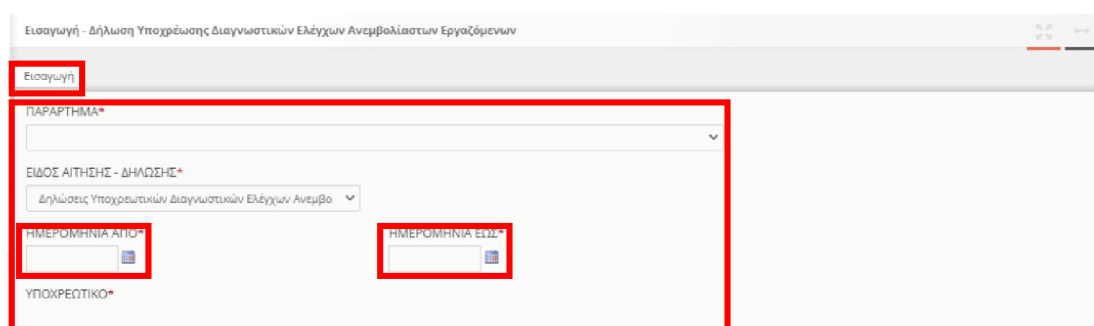 Εισαγωγή - Δήλωση Υποχρέωσης Διαγνωστικών Ελέγχων Ανεμβολίαστων Εργαζόμενων
Εισαγωγή
ΠΑΡΑΡΤΗΜΑ*
ΕΙΔΟΣ ΑΙΤΗΣΗΣ - ΔΗΛΩΣΗΣ*
Δηλώσεις Υποχρεωτικών Διαγνωστικών Ελέγχων Ανεμβο
ΗΜΕΡΟΜΗΝΙΑ ΑΠΟ* ΗΜΕΡΟΜΗΝΙΑ ΕΩΣ*
ΥΠΟΧΡΕΩΤΙΚΟ*